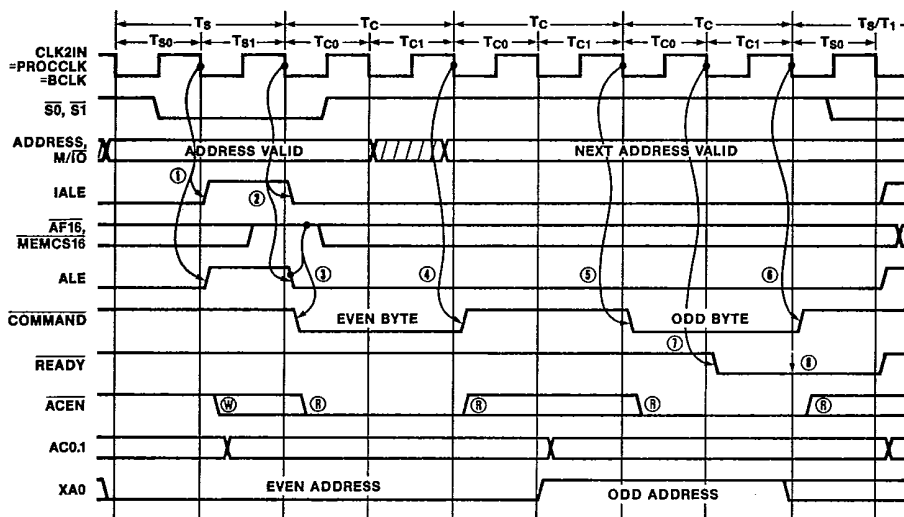 TS TC TC TC TS/T1
TS0 TS1 TC0 TC1 TC0 TC1 TC0 TC1 TS0
CLK2IN
=PROCCLK
=BCLK
S0, S1
ADDRESS,
M/IO
ADDRESS VALID NEXT ADDRESS VALID
① ②
IALE
AF16,
MEMCS16
③ ④ ⑤ ⑥
ALE
COMMAND
EVEN BYTE ODD BYTE
⑦ ⑧
READY
ACEN
Ⓦ Ⓡ Ⓡ Ⓡ Ⓡ
AC0.1
XA0
EVEN ADDRESS ODD ADDRESS